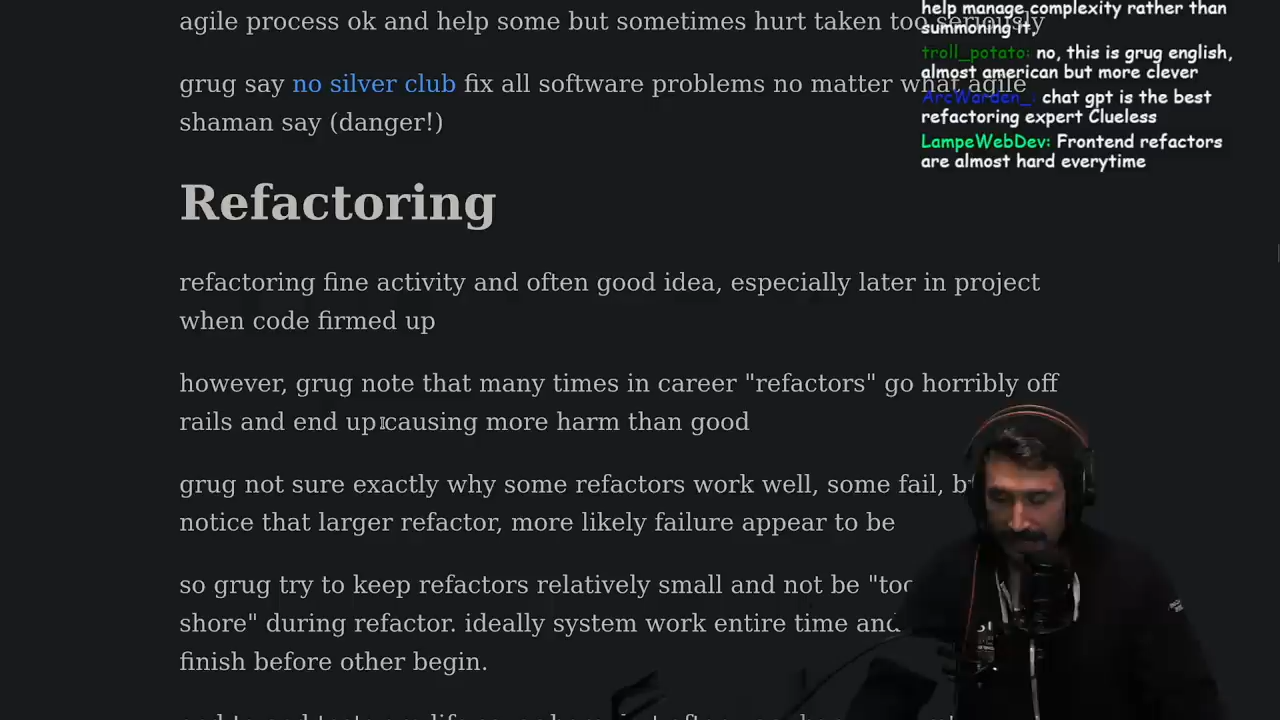 agile process ok and help some but sometimes hurt taken too seriously
grug say no silver club fix all software problems no matter what agile
shaman say (danger!)
Refactoring
refactoring fine activity and often good idea, especially later in project
when code firmed up
however, grug note that many times in career "refactors" go horribly off
rails and end up causing more harm than good
grug not sure exactly why some refactors work well, some fail,
notice that larger refactor, more likely failure appear to be
so grug try to keep refactors relatively small and not be
shore" during refactor. ideally system work entire time and
finish before other begin.
help manage complexity rather than
summoning it,
troll_potato: no, this is grug english,
almost american but more clever
ArcWarden_: chat gpt is the best
refactoring expert Clueless
LampeWebDev: Frontend refactors
are almost hard everytime